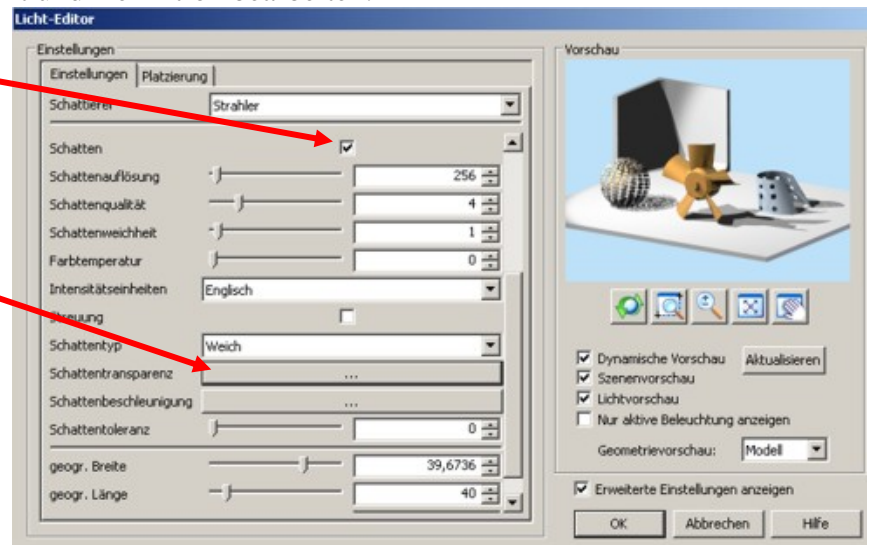 Licht-Editor
Einstellungen
Einstellungen Platzierung
Schattierer Strahler
Schatten
Schattenauflösung 256
Schattenqualität 4
Schattenweichheit 1
Farbtemperatur 0
Intensitätseinheiten Englisch
Streuung
Schattentyp Weich
Schattentransparenz ...
Schattenbeschleunigung ...
Schattentoleranz 0
geogr. Breite 39,6736
geogr. Länge 40
Vorschau
Dynamische Vorschau Aktualisieren
Szenenvorschau
Lichtvorschau
Nur aktive Beleuchtung anzeigen
Geometrievorschau: Modell
Erweiterte Einstellungen anzeigen
OK Abbrechen Hilfe